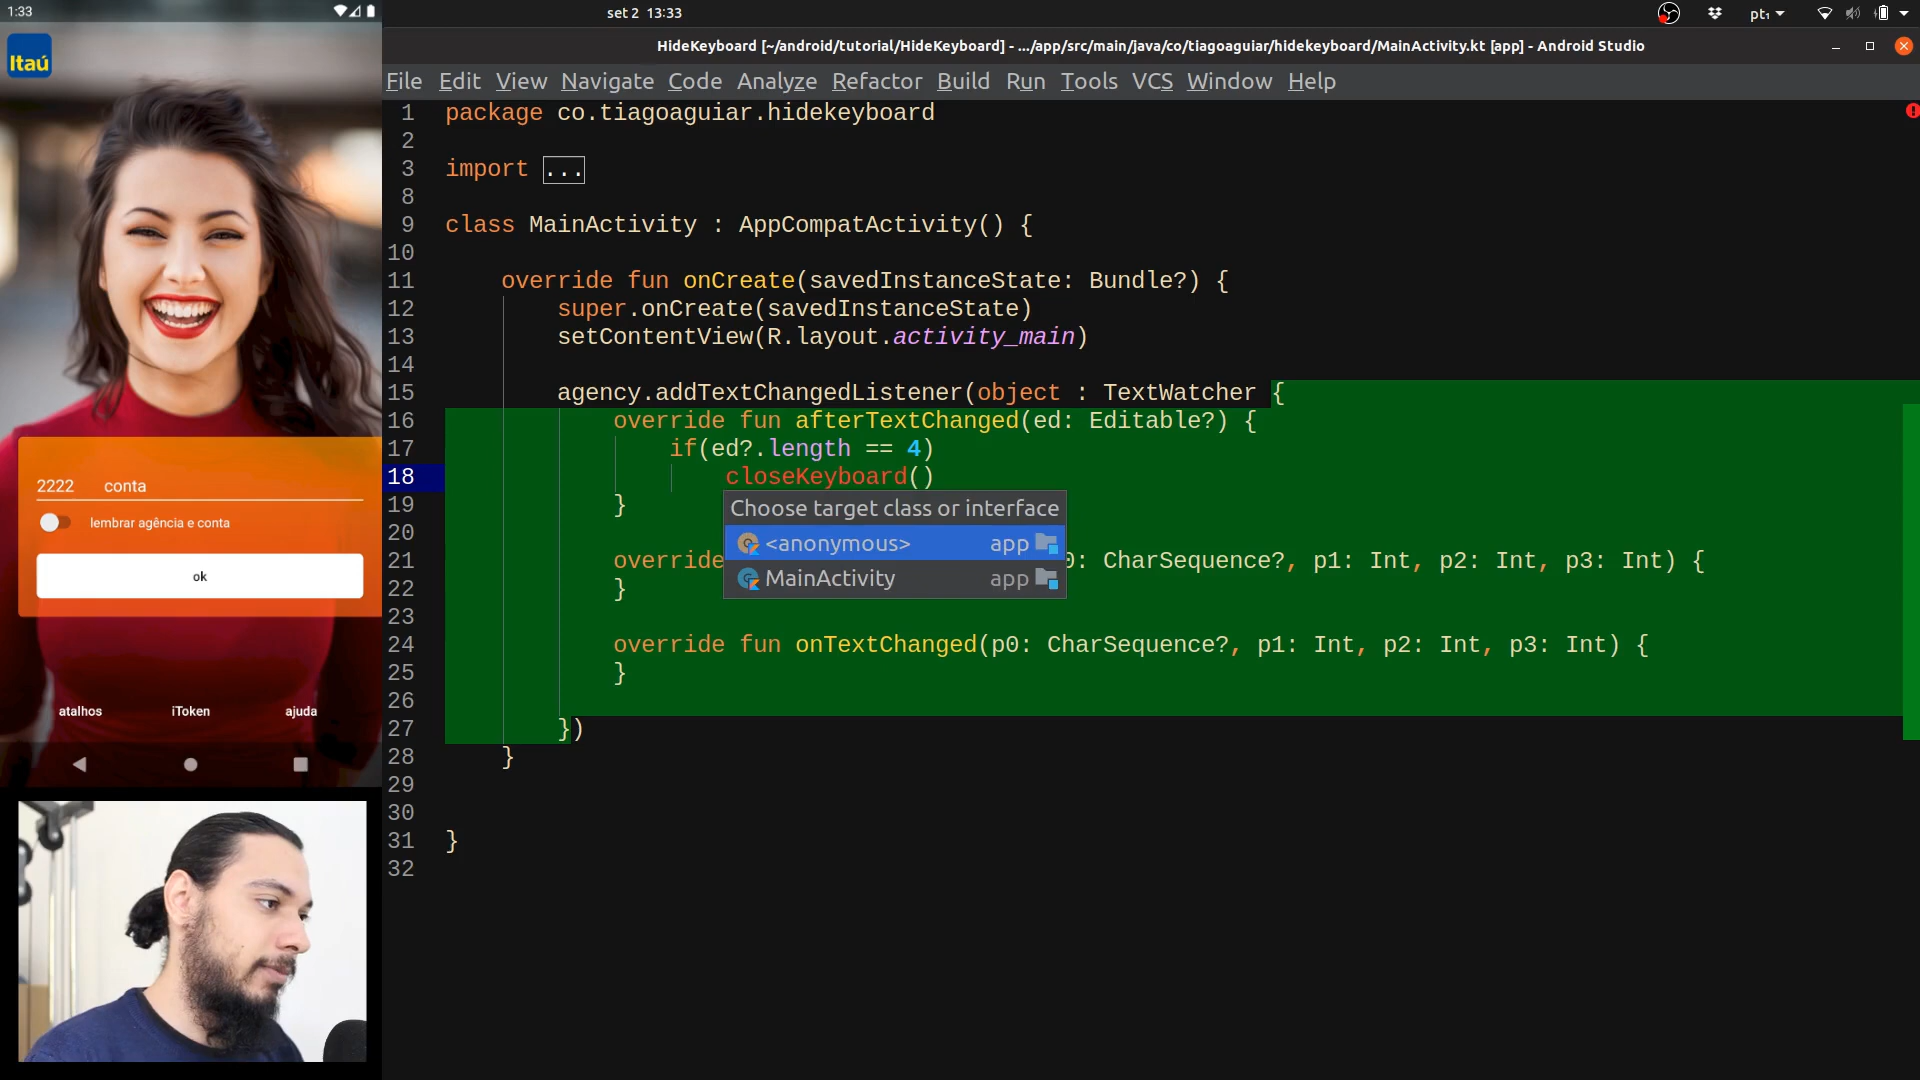 1:33
Itaú
2222 conta
lembrar agência e conta
ok
atalhos iToken ajuda
set 2 13:33
pt₁
HideKeyboard [~/android/tutorial/HideKeyboard] - .../app/src/main/java/co/tiagoaguiar/hidekeyboard/MainActivity.kt [app] - Android Studio
File Edit View Navigate Code Analyze Refactor Build Run Tools VCS Window Help
1 package co.tiagoaguiar.hidekeyboard
2
3 import ...
8
9 class MainActivity : AppCompatActivity() {
10
11 override fun onCreate(savedInstanceState: Bundle?) {
12 super.onCreate(savedInstanceState)
13 setContentView(R.layout.activity_main)
14
15 agency.addTextChangedListener(object : TextWatcher {
16 override fun afterTextChanged(ed: Editable?) {
17 if(ed?.length == 4)
18 closeKeyboard()
19 }
Choose target class or interface
<anonymous> app
MainActivity app
20
21 override 0: CharSequence?, p1: Int, p2: Int, p3: Int) {
22 }
23
24 override fun onTextChanged(p0: CharSequence?, p1: Int, p2: Int, p3: Int) {
25 }
26
27 })
28 }
29
30
31 }
32